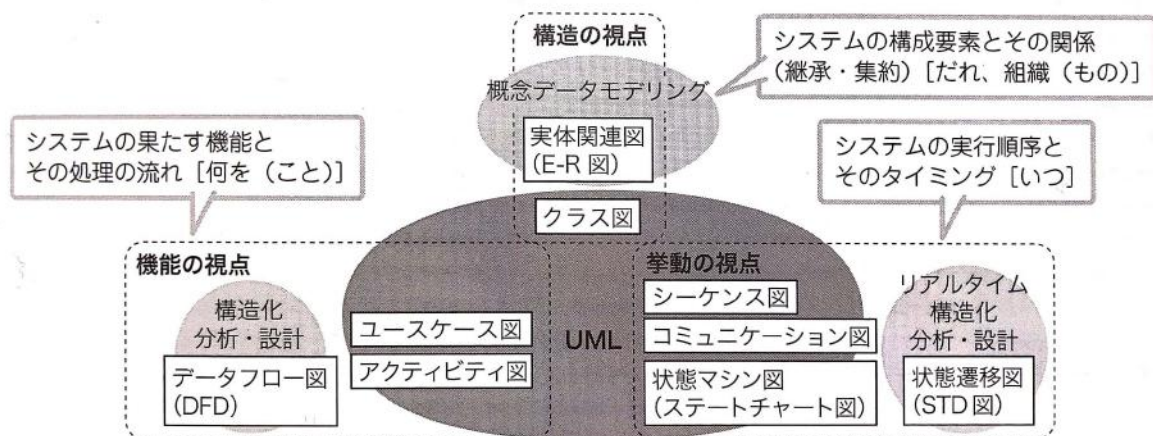 構造の視点
システムの構成要素とその関係
(継承・集約)[だれ、組織(もの)]
概念データモデリング
実体関連図
(E-R 図)
システムの果たす機能と
その処理の流れ[何を(こと)]
システムの実行順序と
そのタイミング[いつ]
クラス図
機能の視点
構造化
分析・設計
データフロー図
(DFD)
ユースケース図
アクティビティ図
UML
挙動の視点
シーケンス図
コミュニケーション図
状態マシン図
(ステートチャート図)
リアルタイム
構造化
分析・設計
状態遷移図
(STD 図)